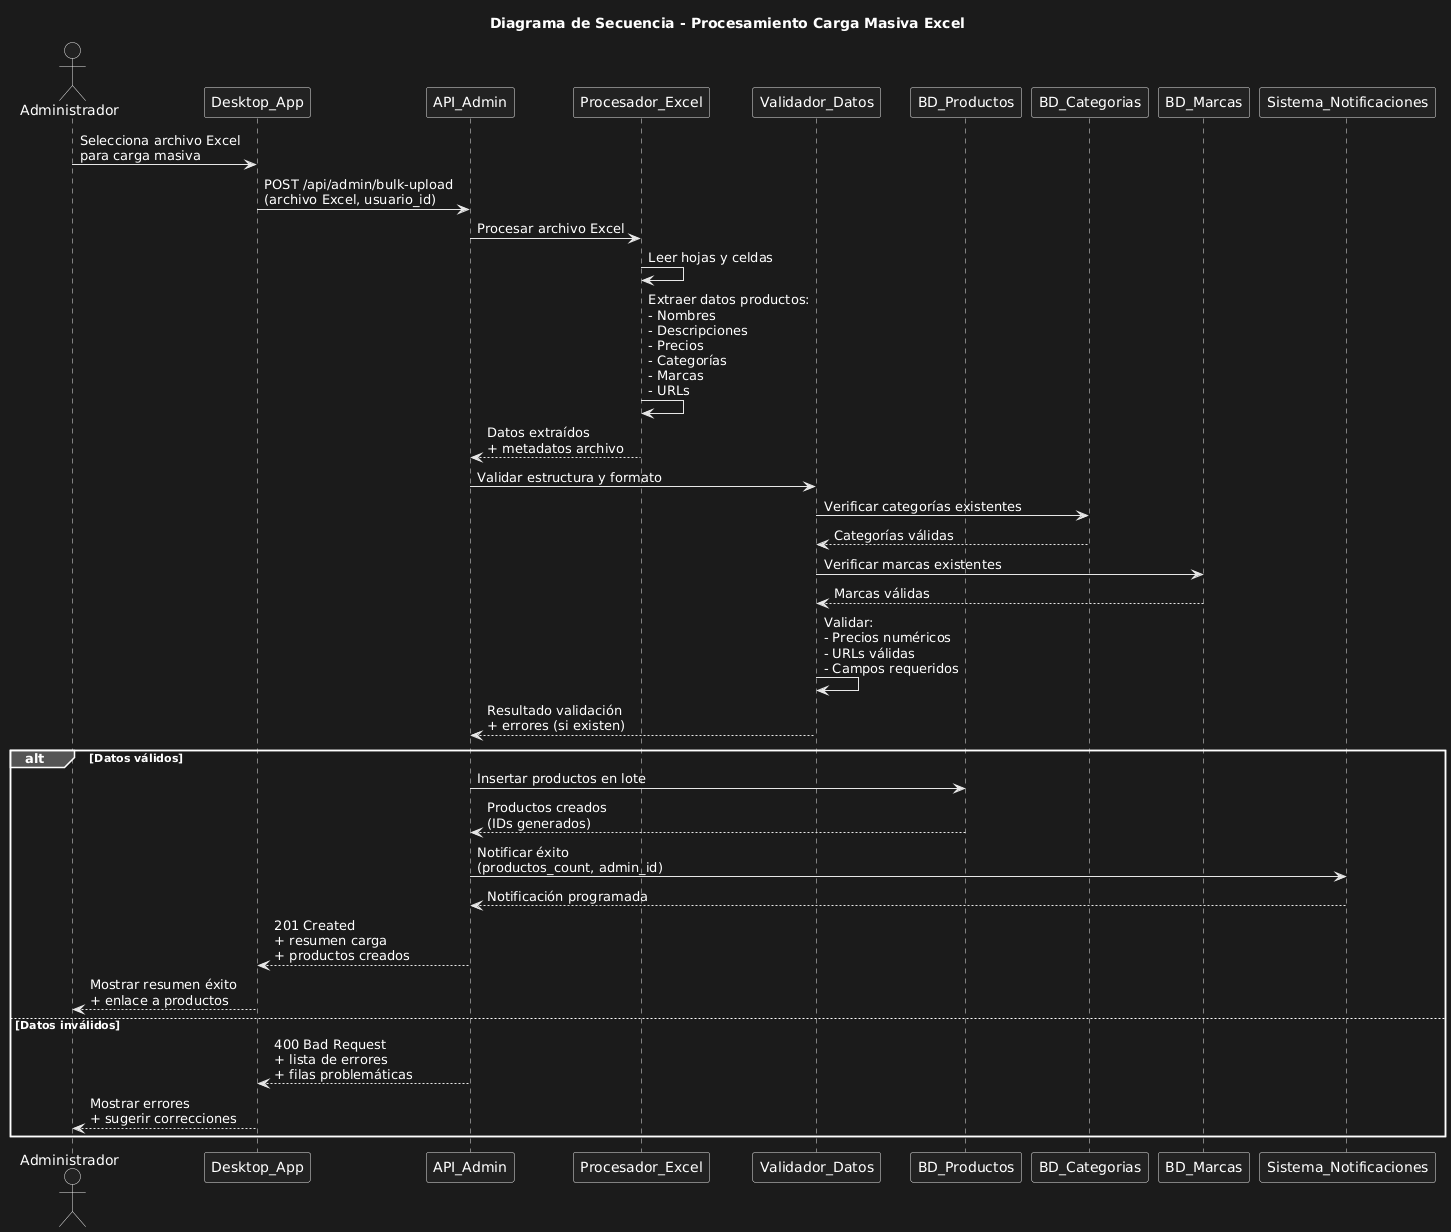 Diagrama de Secuencia - Procesamiento Carga Masiva Excel
Administrador
Desktop_App
API_Admin
Procesador_Excel
Validador_Datos
BD_Productos
BD_Categorias
BD_Marcas
Sistema_Notificaciones
Selecciona archivo Excel
para carga masiva
POST /api/admin/bulk-upload
(archivo Excel, usuario_id)
Procesar archivo Excel
Leer hojas y celdas
Extraer datos productos:
- Nombres
- Descripciones
- Precios
- Categorías
- Marcas
- URLs
Datos extraídos
+ metadatos archivo
Validar estructura y formato
Verificar categorías existentes
Categorías válidas
Verificar marcas existentes
Marcas válidas
Validar:
- Precios numéricos
- URLs válidas
- Campos requeridos
Resultado validación
+ errores (si existen)
alt
[Datos válidos]
Insertar productos en lote
Productos creados
(IDs generados)
Notificar éxito
(productos_count, admin_id)
Notificación programada
201 Created
+ resumen carga
+ productos creados
Mostrar resumen éxito
+ enlace a productos
[Datos inválidos]
400 Bad Request
+ lista de errores
+ filas problemáticas
Mostrar errores
+ sugerir correcciones
Administrador
Desktop_App
API_Admin
Procesador_Excel
Validador_Datos
BD_Productos
BD_Categorias
BD_Marcas
Sistema_Notificaciones